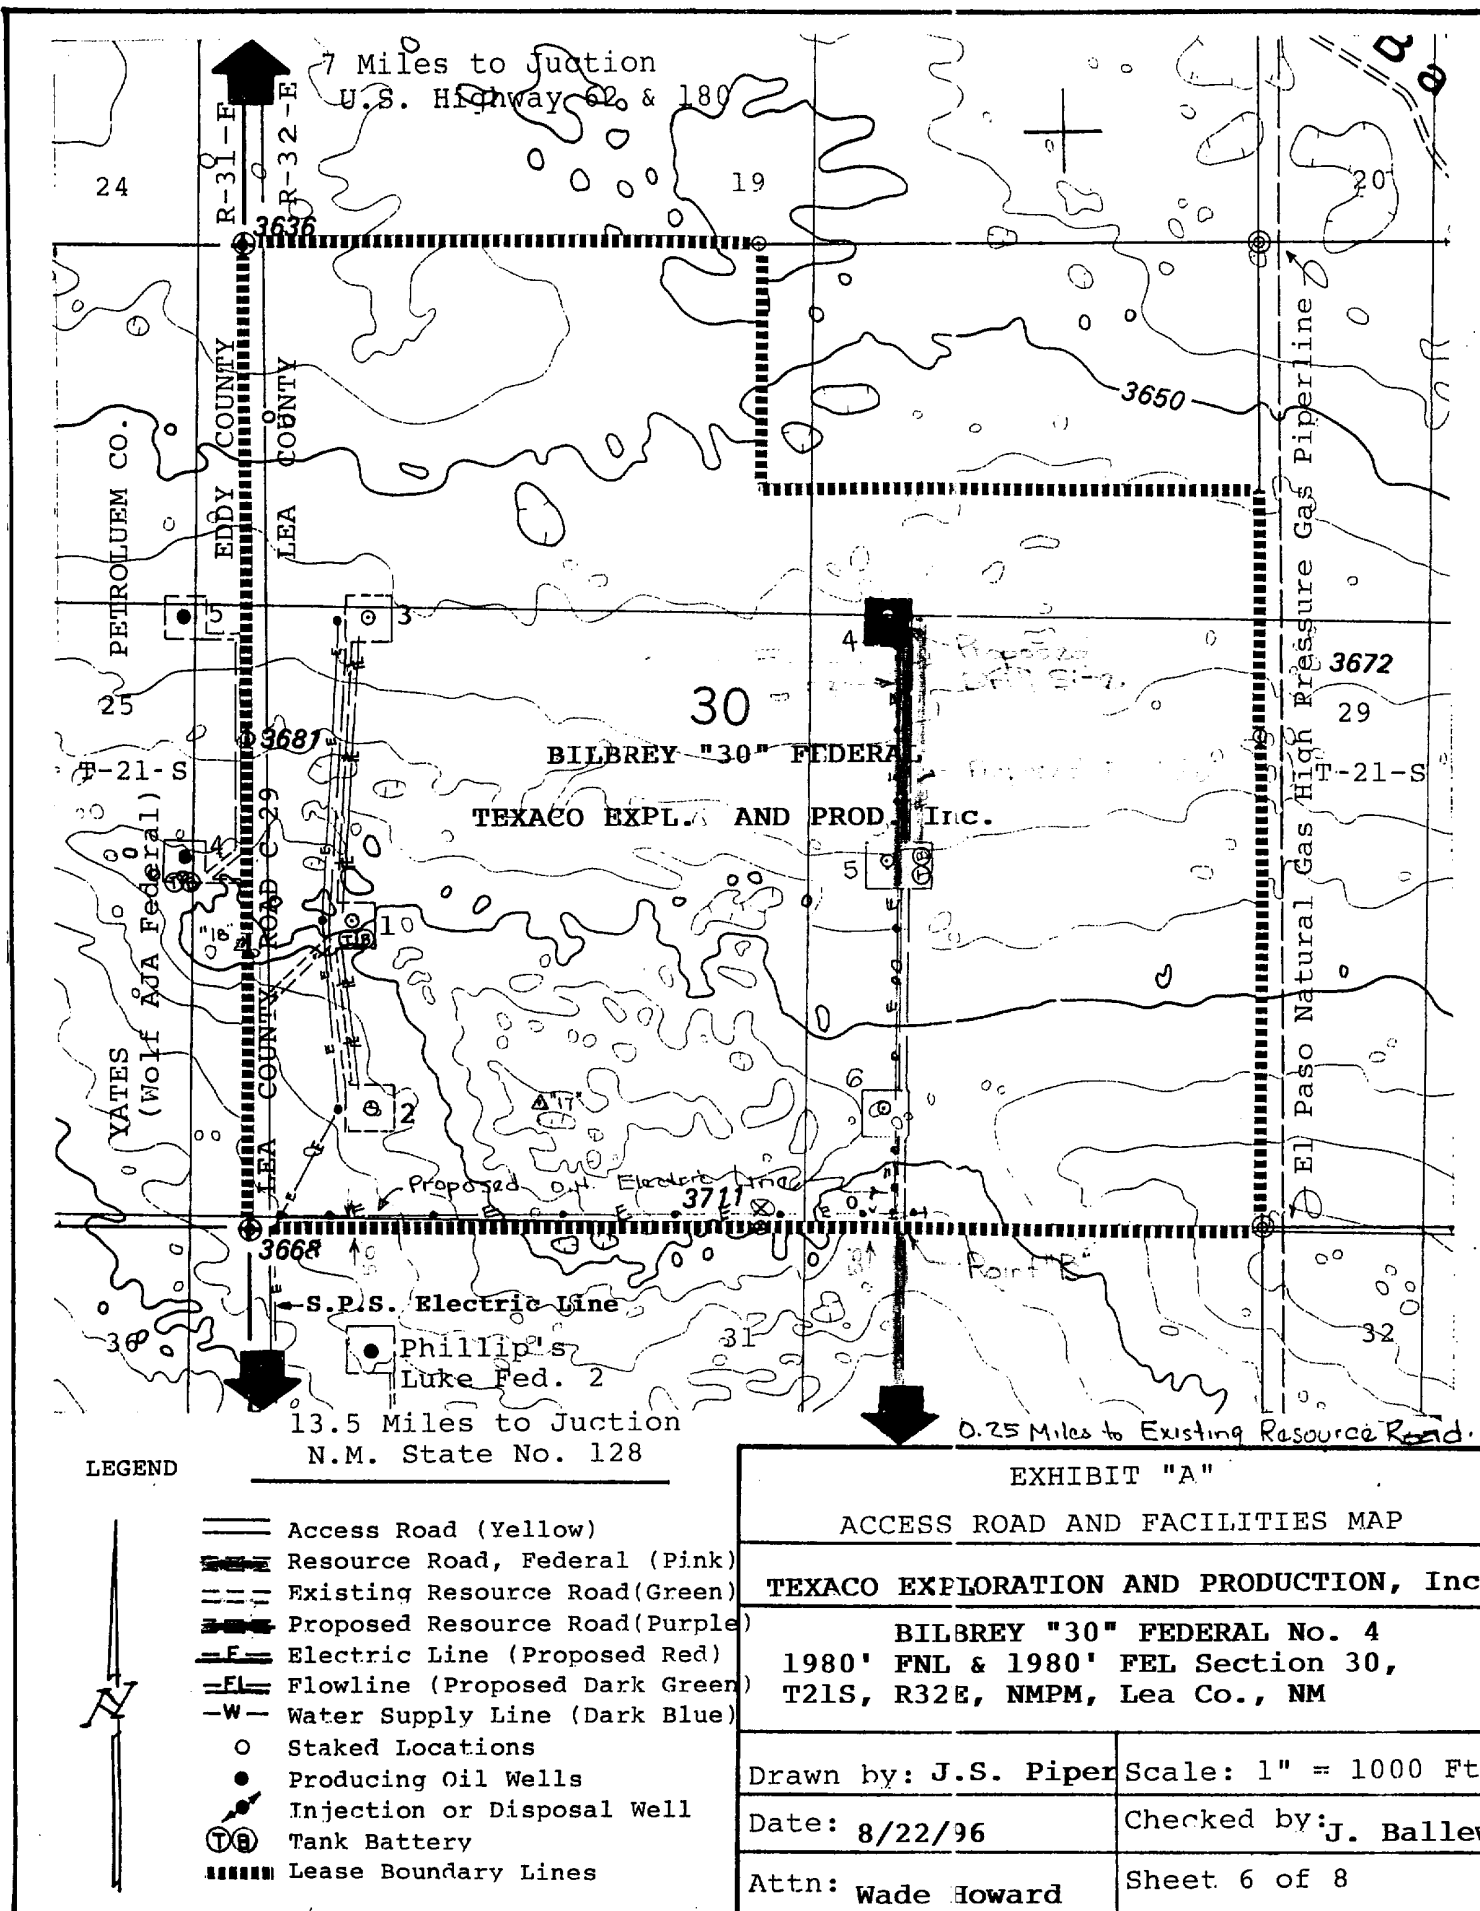 7 Miles to Juction
U.S. Highway 62 & 180
Ba
R-31-E
R-32-E
24
19
20
3636
EDDY COUNTY
LEA COUNTY
PETROLUEM CO.
3650
El Paso Natural Gas High Pressure Gas Piperline
5
3
4
3672
25
30
29
3681
BILBREY "30" FEDERAL
T-21-S
T-21-S
TEXACO EXPL. AND PROD. Inc.
YATES
(Wolf AJA Federal)
LEA COUNTY ROAD C-29
4
T B
5
B
T
"18"
1
T B
6
2
"17"
Proposed O.H. Electric Line
3711
3668
Point "B"
S.P.S. Electric Line
36
Phillip's
Luke Fed. 2
31
32
13.5 Miles to Juction
N.M. State No. 128
0.25 Miles to Existing Resource Road.
LEGEND
N
Access Road (Yellow)
Resource Road, Federal (Pink)
Existing Resource Road(Green)
Proposed Resource Road(Purple)
E Electric Line (Proposed Red)
FL Flowline (Proposed Dark Green)
-W- Water Supply Line (Dark Blue)
Staked Locations
Producing Oil Wells
Injection or Disposal Well
T B Tank Battery
Lease Boundary Lines
EXHIBIT "A"
ACCESS ROAD AND FACILITIES MAP
TEXACO EXPLORATION AND PRODUCTION, Inc
BILBREY "30" FEDERAL No. 4
1980' FNL & 1980' FEL Section 30,
T21S, R32E, NMPM, Lea Co., NM
Drawn by: J.S. Piper
Scale: 1" = 1000 Ft
Date: 8/22/96
Checked by: J. Ballew
Attn: Wade Howard
Sheet 6 of 8